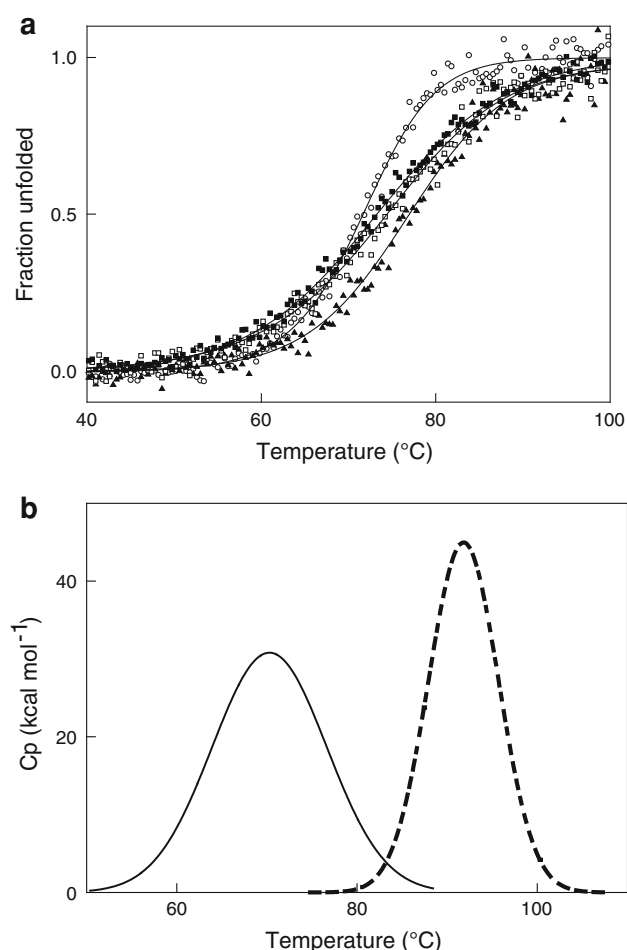 a
1.0
0.5
0.0
Fraction unfolded
40 60 80 100
Temperature (°C)
b
40
20
0
Cp (kcal mol⁻¹)
60 80 100
Temperature (°C)